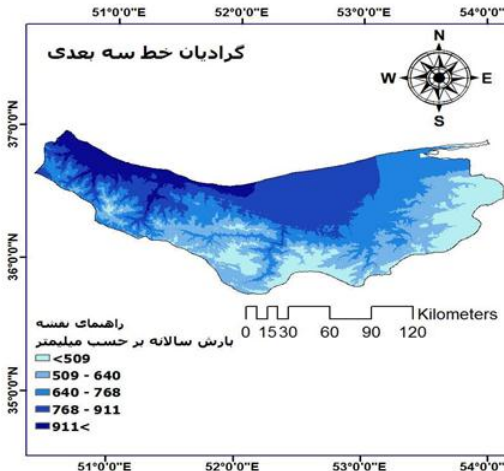 51°0'0"E 52°0'0"E 53°0'0"E 54°0'0"E
گرادیان خط سه بعدی
N
W E
S
37°0'0"N
36°0'0"N
35°0'0"N
Kilometers
0 15 30 60 90 120
راهنمای نقشه
بارش سالانه بر حسب میلیمتر
<509
509 - 640
640 - 768
768 - 911
911<
51°0'0"E 52°0'0"E 53°0'0"E 54°0'0"E